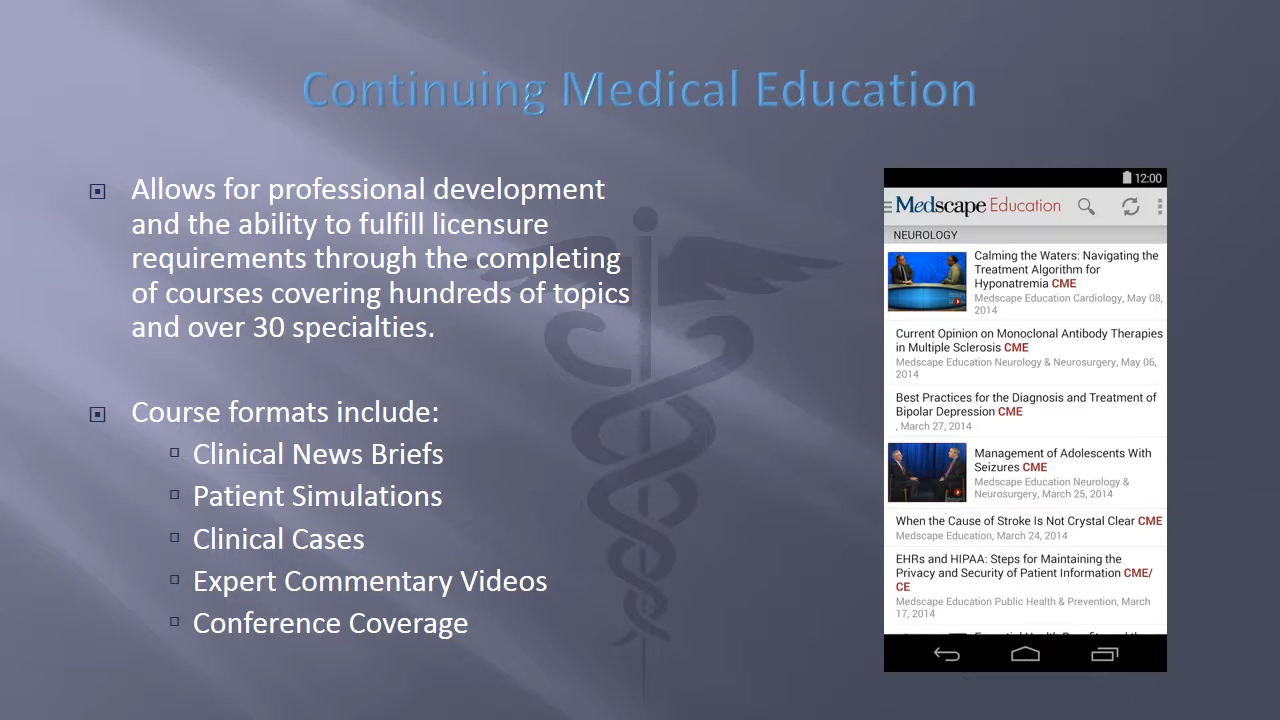 Continuing Medical Education
Allows for professional development
and the ability to fulfill licensure
requirements through the completing
of courses covering hundreds of topics
and over 30 specialties.
Course formats include:
Clinical News Briefs
Patient Simulations
Clinical Cases
Expert Commentary Videos
Conference Coverage
12:00
Medscape Education
NEUROLOGY
Calming the Waters: Navigating the
Treatment Algorithm for
Hyponatremia CME
Medscape Education Cardiology, May 08,
2014
Current Opinion on Monoclonal Antibody Therapies
in Multiple Sclerosis CME
Medscape Education Neurology & Neurosurgery, May 06,
2014
Best Practices for the Diagnosis and Treatment of
Bipolar Depression CME
, March 27, 2014
Management of Adolescents With
Seizures CME
Medscape Education Neurology &
Neurosurgery, March 25, 2014
When the Cause of Stroke Is Not Crystal Clear CME
Medscape Education, March 24, 2014
EHRs and HIPAA: Steps for Maintaining the
Privacy and Security of Patient Information CME/
CE
Medscape Education Public Health & Prevention, March
17, 2014